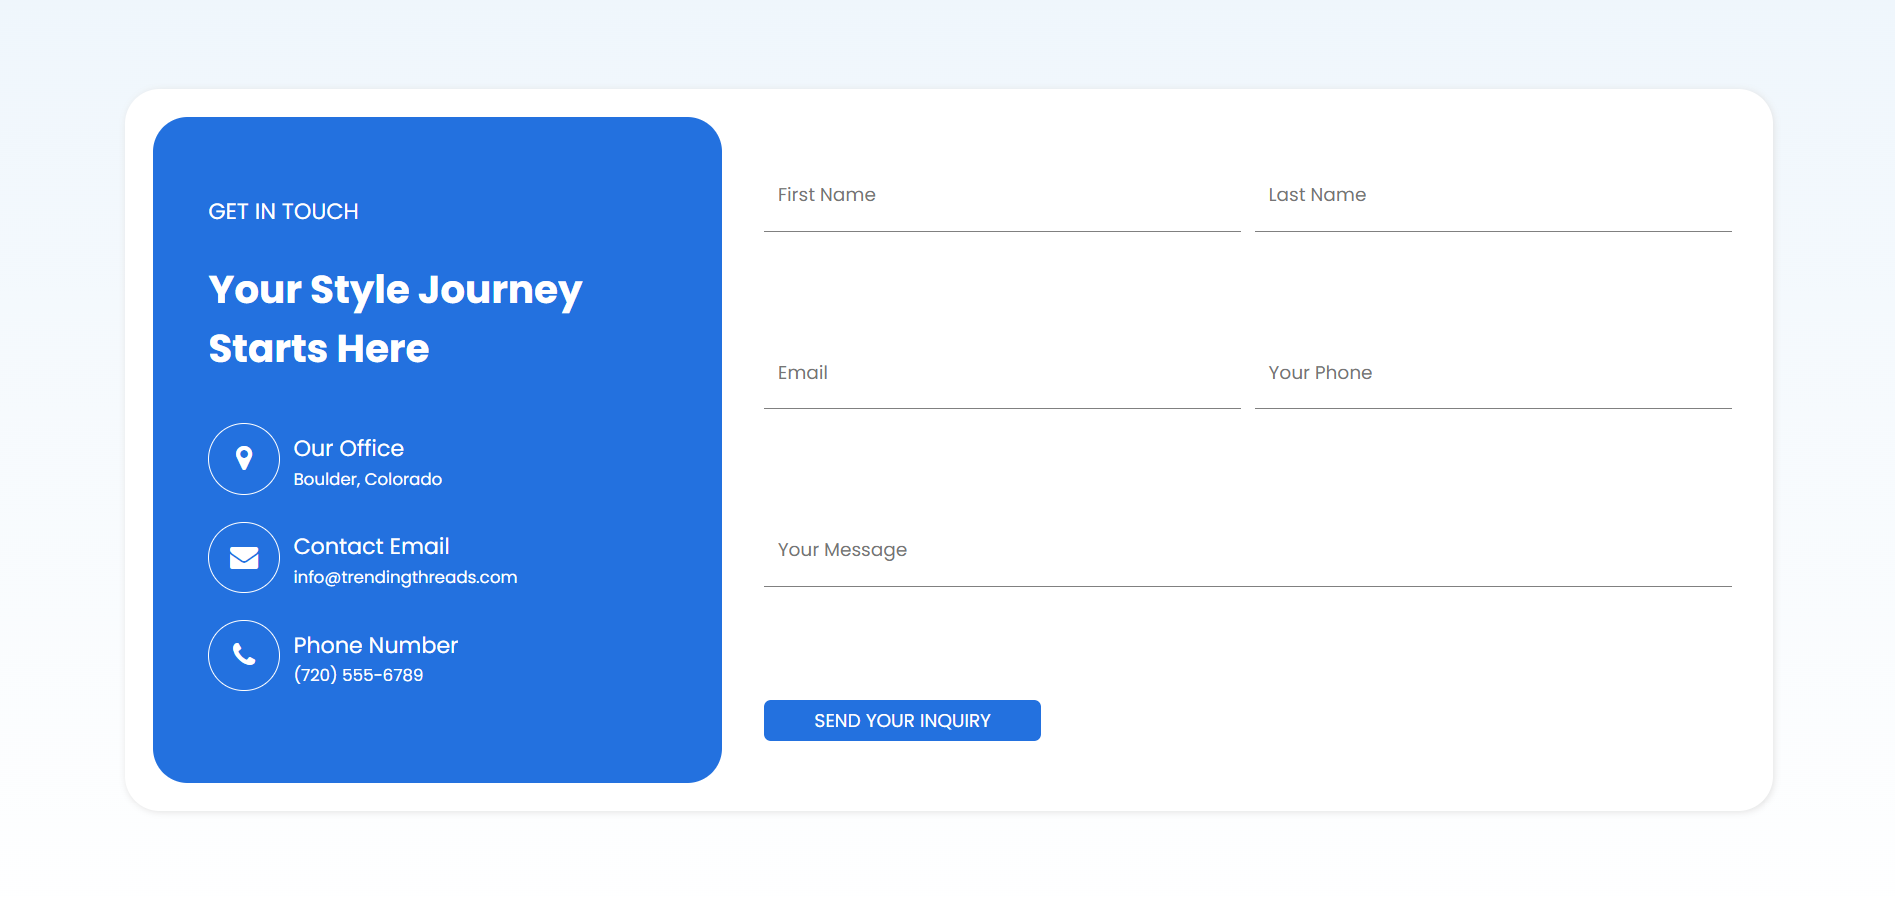 GET IN TOUCH
Your Style Journey
Starts Here
Our Office
Boulder, Colorado
Contact Email
info@trendingthreads.com
Phone Number
(720) 555-6789
First Name
Last Name
Email
Your Phone
Your Message
SEND YOUR INQUIRY